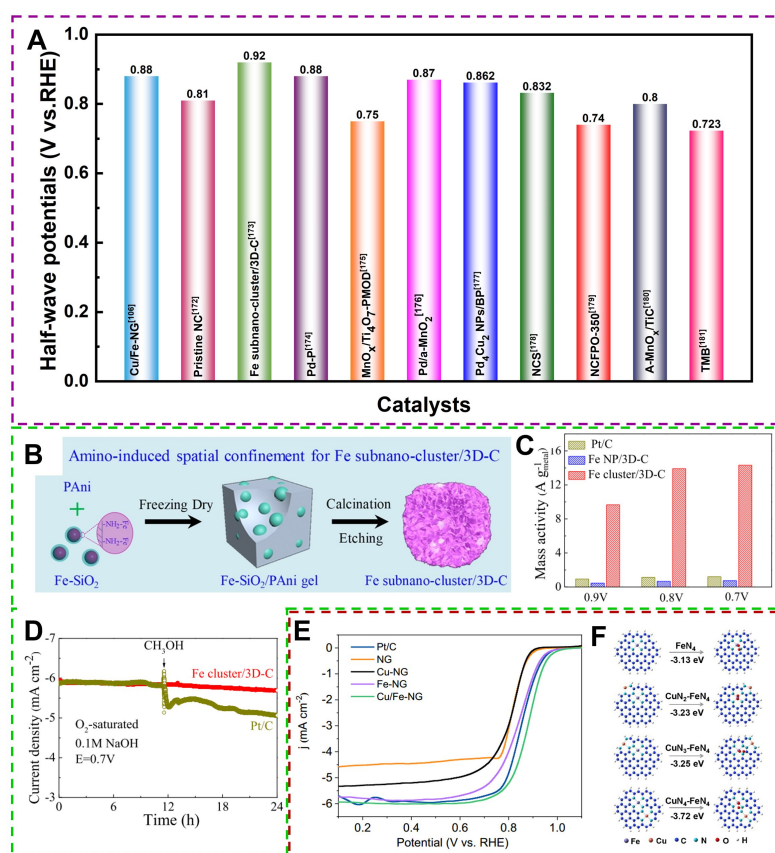 A
Half-wave potentials (V vs.RHE)
1.0
0.8
0.6
0.4
0.2
0.0
0.88
0.81
0.92
0.88
0.75
0.87
0.862
0.832
0.74
0.8
0.723
Cu/Fe-NG[106]
Pristine NC[172]
Fe subnano-cluster/3D-C[173]
Pd-P[174]
MnOx/Ti4O7-PMOD[175]
Pd/a-MnO2[176]
Pd4Cu2 NPs/BP[177]
NCS[178]
NCFPO-350[179]
A-MnOx/TiC[180]
TMB[181]
Catalysts
B
Amino-induced spatial confinement for Fe subnano-cluster/3D-C
PAni
+
Fe-SiO2
Freezing Dry
Fe-SiO2/PAni gel
Calcination
Etching
Fe subnano-cluster/3D-C
C
Mass activity (A g-1metal)
16
12
8
4
0
Pt/C
Fe NP/3D-C
Fe cluster/3D-C
0.9V
0.8V
0.7V
D
Current density (mA cm-2)
-7
-6
-5
-4
-3
CH3OH
Fe cluster/3D-C
Pt/C
O2-saturated
0.1M NaOH
E=0.7V
0
6
12
18
24
Time (h)
E
j (mA cm-2)
0
-1
-2
-3
-4
-5
-6
Pt/C
NG
Cu-NG
Fe-NG
Cu/Fe-NG
0.2
0.4
0.6
0.8
1.0
Potential (V vs. RHE)
F
FeN4
-3.13 eV
CuN2-FeN4
-3.23 eV
CuN3-FeN4
-3.25 eV
CuN4-FeN4
-3.72 eV
Fe Cu C N O H